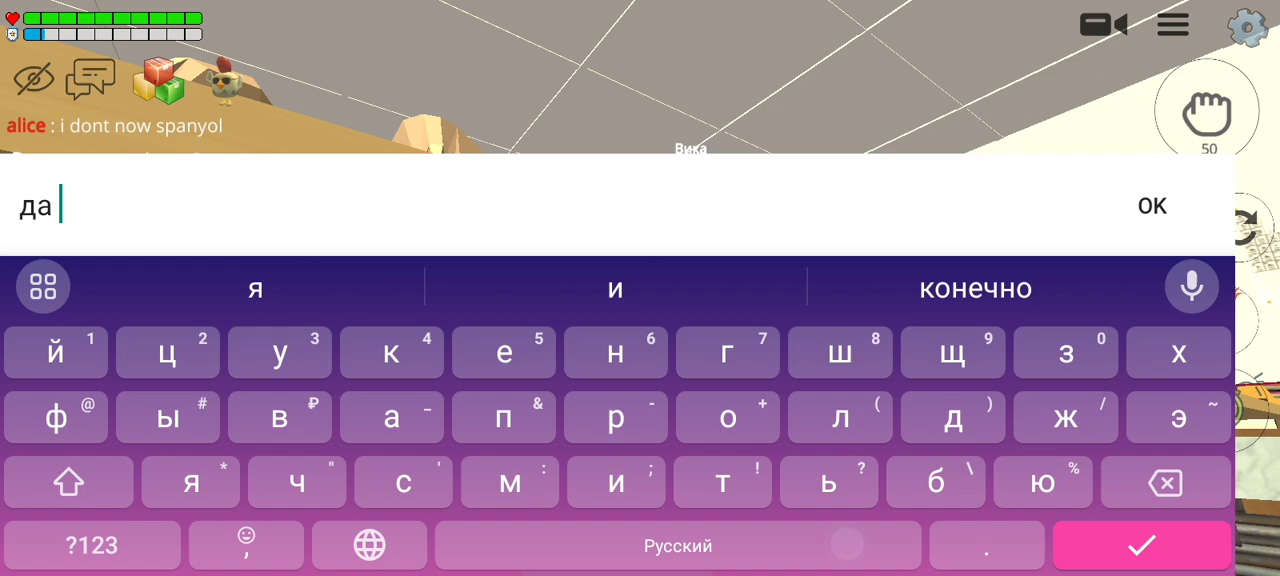 alice : i dont now spanyol
50
Вика
да
OK
я и конечно
й 1 ц 2 у 3 к 4 е 5 н 6 г 7 ш 8 щ 9 з 0 х
ф @ ы # в ₽ а _ п & р - о + л ( д ) ж / э ~
я * ч " с ' м : и ; т ! ь ? б \ ю %
?123 , Русский .